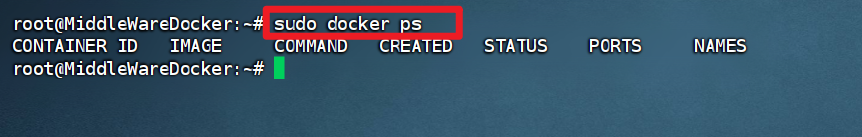 root@MiddleWareDocker:~# sudo docker ps
CONTAINER ID   IMAGE     COMMAND   CREATED   STATUS    PORTS     NAMES
root@MiddleWareDocker:~#